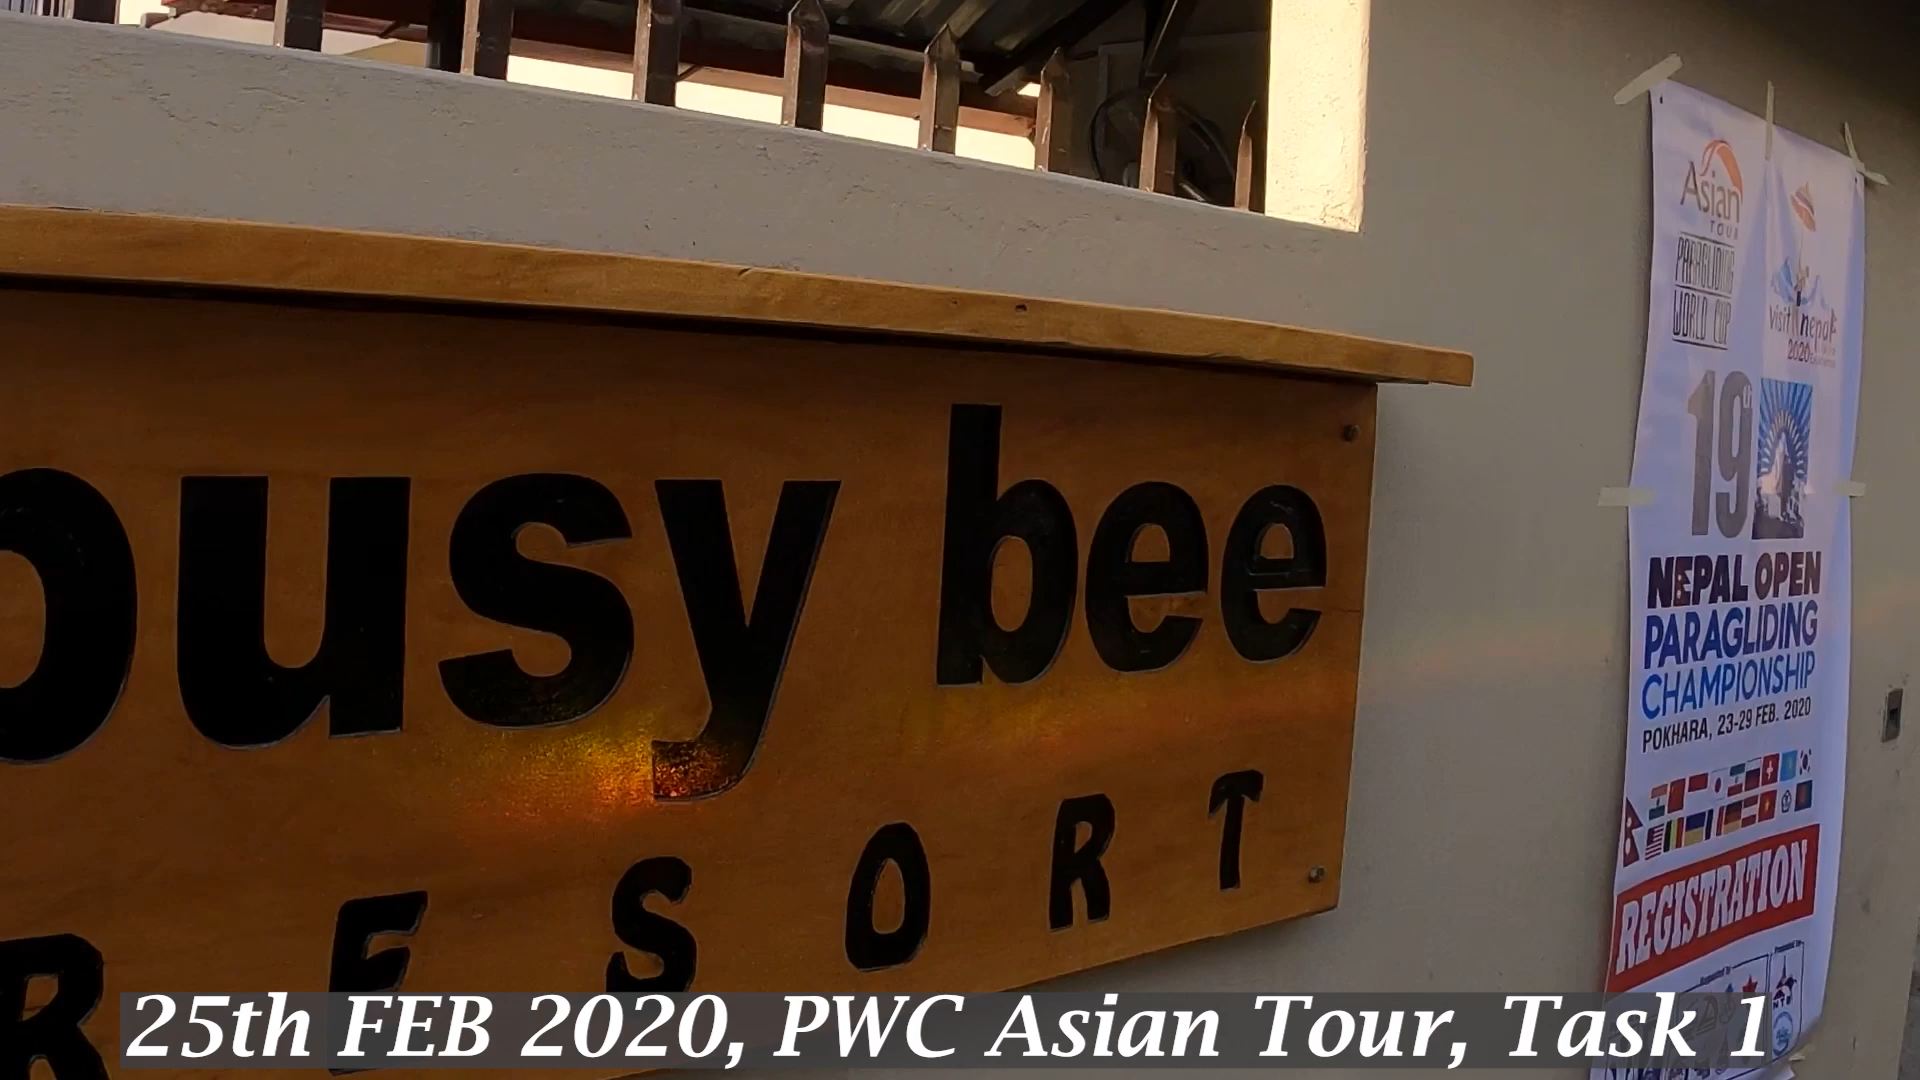 busy bee
RESORT
Asian
TOUR
PARAGLIDING
WORLD CUP
visit nepal
2020
19th
NEPAL OPEN
PARAGLIDING
CHAMPIONSHIP
POKHARA, 23-29 FEB. 2020
REGISTRATION
25th FEB 2020, PWC Asian Tour, Task 1